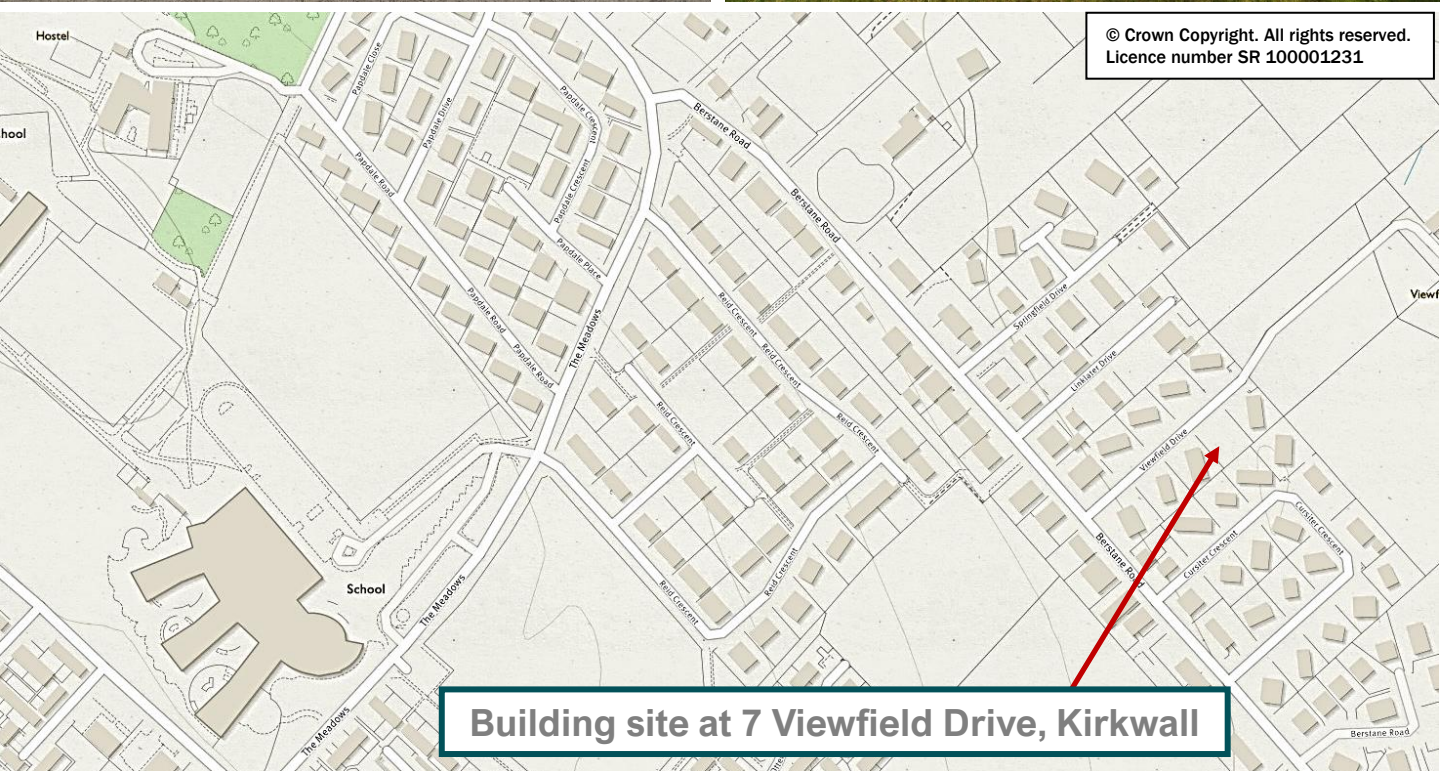 Hostel
© Crown Copyright. All rights reserved.
Licence number SR 100001231
hool
Papdale Close
Papdale Drive
Papdale Crescent
Berstane Road
Papdale Road
Papdale Crescent
Berstane Road
Papdale Place
Springfield Drive
Viewf
Papdale Road
Reid Crescent
The Meadows
Papdale Road
Reid Crescent
Linklater Drive
Reid Crescent
Reid Crescent
Viewfield Drive
Cursiter Crescent
Berstane Road
Cursiter Crescent
School
Reid Crescent
Reid Crescent
The Meadows
The Meadows
Berstane Road
Building site at 7 Viewfield Drive, Kirkwall